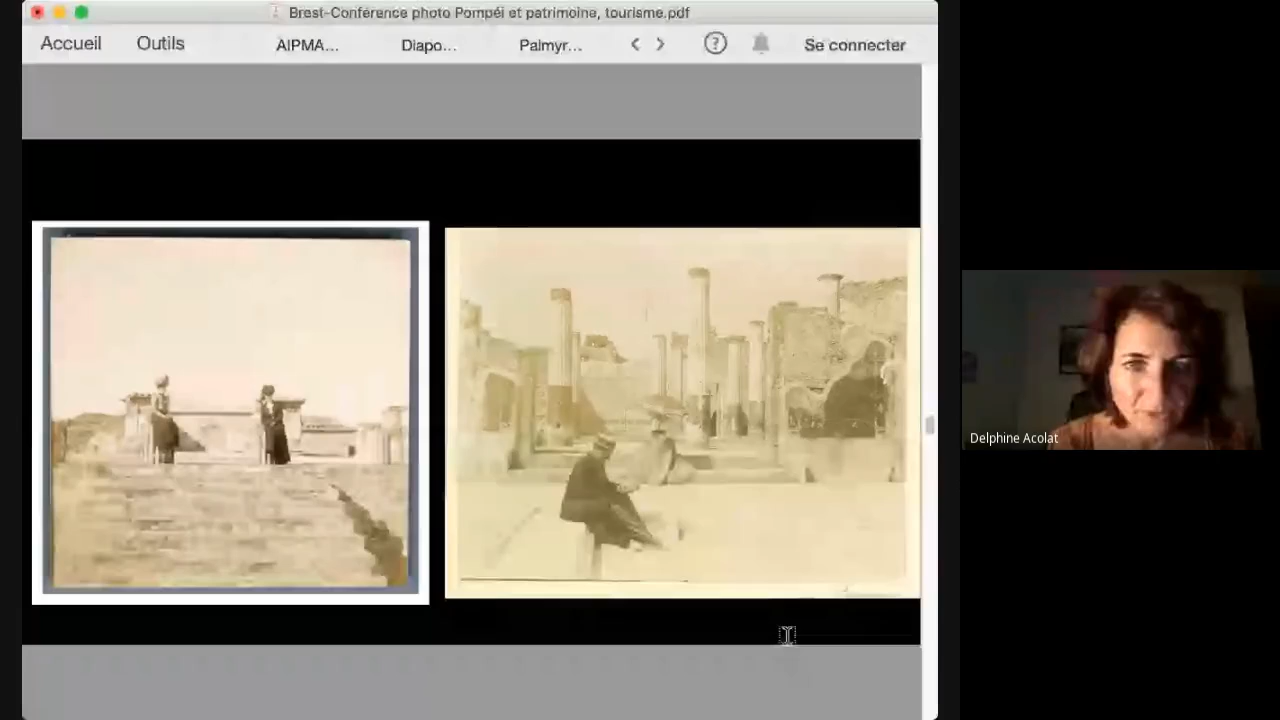 Brest-Conférence photo Pompéi et patrimoine, tourisme.pdf
Accueil Outils AIPMA... Diapo... Palmyr... < > ? Se connecter
Delphine Acolat